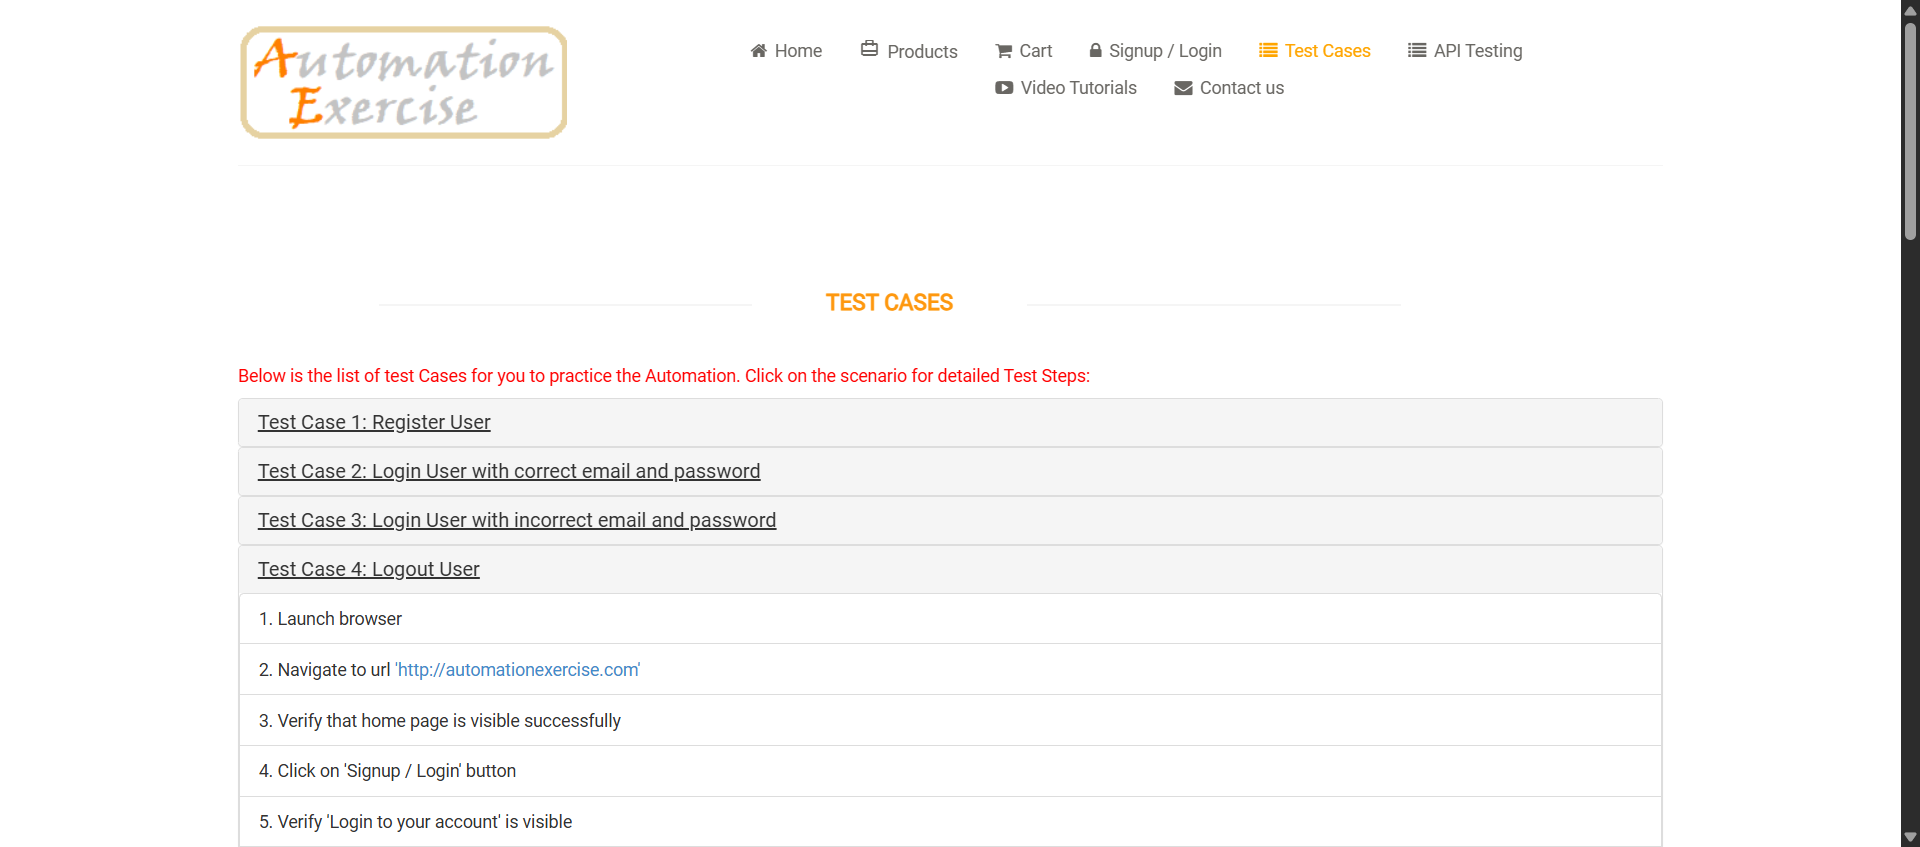 Automation
Exercise
Home Products Cart Signup / Login Test Cases API Testing
Video Tutorials Contact us
TEST CASES
Below is the list of test Cases for you to practice the Automation. Click on the scenario for detailed Test Steps:
Test Case 1: Register User
Test Case 2: Login User with correct email and password
Test Case 3: Login User with incorrect email and password
Test Case 4: Logout User
1. Launch browser
2. Navigate to url 'http://automationexercise.com'
3. Verify that home page is visible successfully
4. Click on 'Signup / Login' button
5. Verify 'Login to your account' is visible